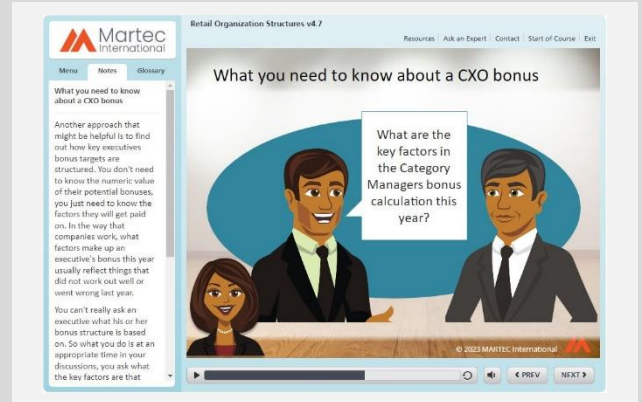 Martec
International
Retail Organization Structures v4.7
Resources Ask an Expert Contact Start of Course Exit
Menu Notes Glossary
What you need to know
about a CXO bonus
Another approach that
might be helpful is to find
out how key executives
bonus targets are
structured. You don't need
to know the numeric value
of their potential bonuses,
you just need to know the
factors they will get paid
on. In the way that
companies work, what
factors make up an
executive's bonus this year
usually reflect things that
did not work out well or
went wrong last year.
You can't really ask an
executive what his or her
bonus structure is based
on. So what you do is at an
appropriate time in your
discussions, you ask what
the key factors are that
What you need to know about a CXO bonus
What are the
key factors in
the Category
Managers bonus
calculation this
year?
© 2023 MARTEC International
PREV NEXT